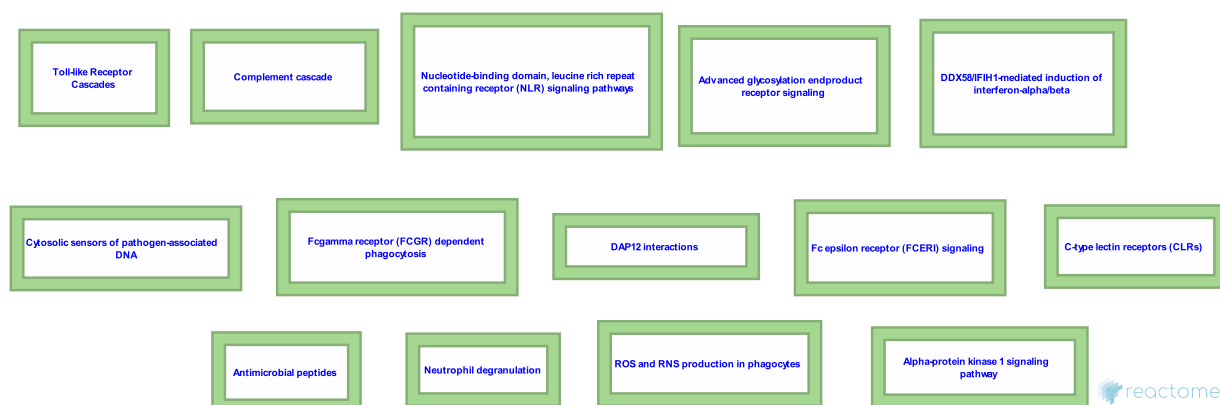 Toll-like Receptor
Cascades
Complement cascade
Nucleotide-binding domain, leucine rich repeat
containing receptor (NLR) signaling pathways
Advanced glycosylation endproduct
receptor signaling
DDX58/IFIH1-mediated induction of
interferon-alpha/beta
Cytosolic sensors of pathogen-associated
DNA
Fcgamma receptor (FCGR) dependent
phagocytosis
DAP12 interactions
Fc epsilon receptor (FCERI) signaling
C-type lectin receptors (CLRs)
Antimicrobial peptides
Neutrophil degranulation
ROS and RNS production in phagocytes
Alpha-protein kinase 1 signaling
pathway
reactome